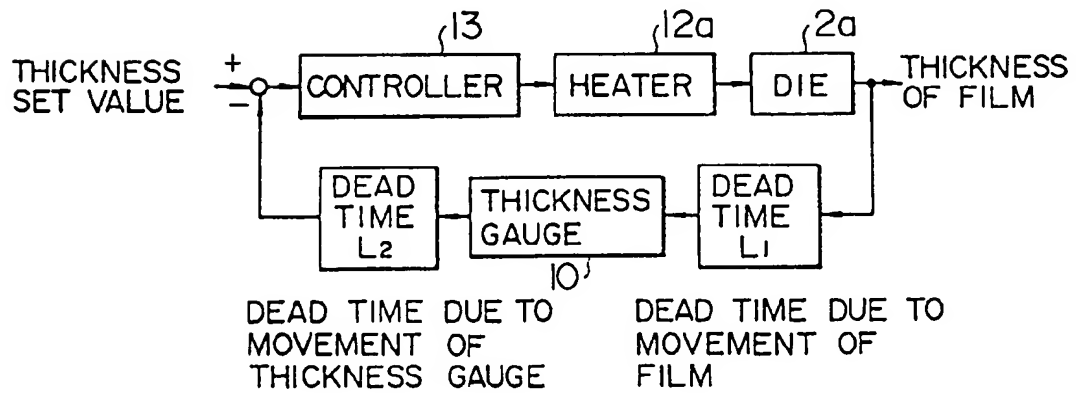 13
12a
2a
THICKNESS
SET VALUE
+
−
CONTROLLER
HEATER
DIE
THICKNESS
OF FILM
DEAD
TIME
L2
THICKNESS
GAUGE
DEAD
TIME
L1
10
DEAD TIME DUE TO
MOVEMENT OF
THICKNESS GAUGE
DEAD TIME DUE TO
MOVEMENT OF
FILM